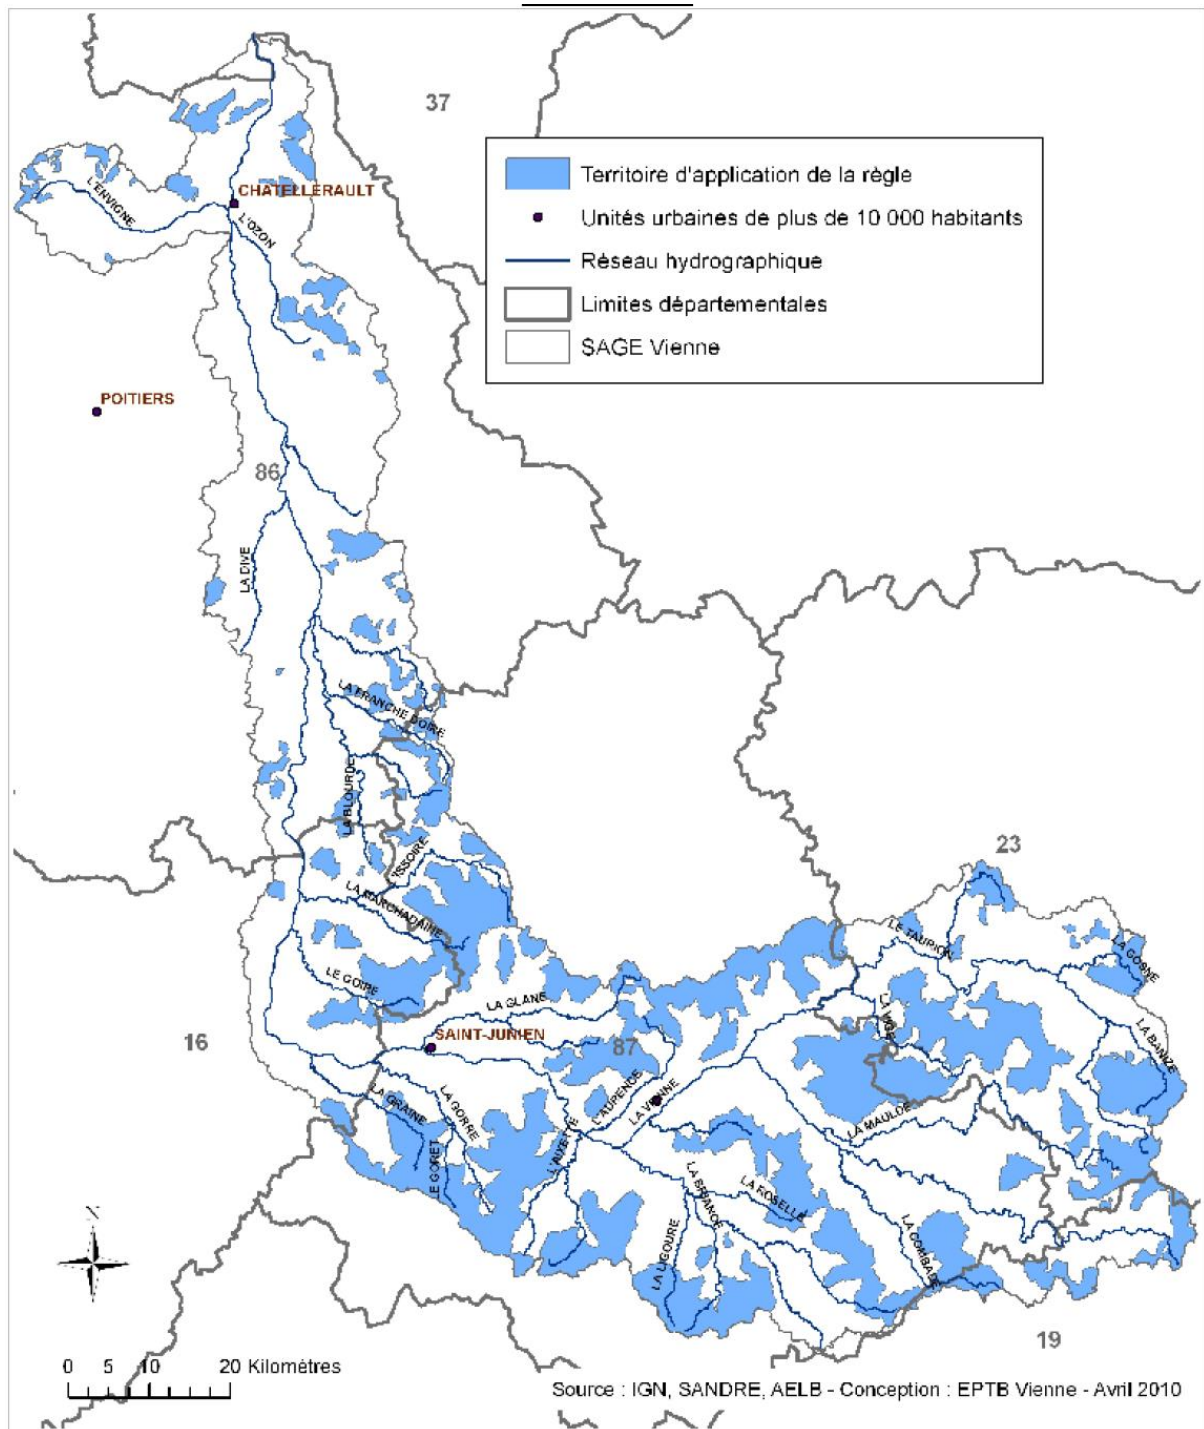 37
Territoire d'application de la règle
Unités urbaines de plus de 10 000 habitants
Réseau hydrographique
Limites départementales
SAGE Vienne
L'ENVIGNE
CHATELLERAULT
L'OZON
POITIERS
86
LA DIVE
LA FRANCHE DOIRE
LA BLOURDE
L'ISSOIRE
LA MARCHADAINE
23
LE TAURION
LA GOSNE
LE GOIRE
LA GLANE
16
SAINT-JUNIEN
87
LA VIGE
LA BANIZE
LA GRAINE
LA GORRE
L'AURENCE
LA VIENNE
LA MAULDE
LE GORET
L'AIXETTE
LA BRIANCE
LA ROSELLE
LA LIGOURE
LA COMBADE
N
19
0 5 10 20 Kilomètres
Source : IGN, SANDRE, AELB - Conception : EPTB Vienne - Avril 2010